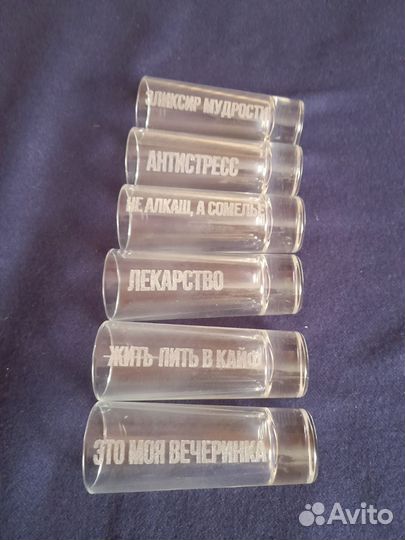 ЭЛИКСИР МУДРОСТИ
АНТИСТРЕСС
НЕ АЛКАШ, А СОМЕЛЬЕ
ЛЕКАРСТВО
ЖИТЬ-ПИТЬ В КАЙФ
ЭТО МОЯ ВЕЧЕРИНКА
Avito